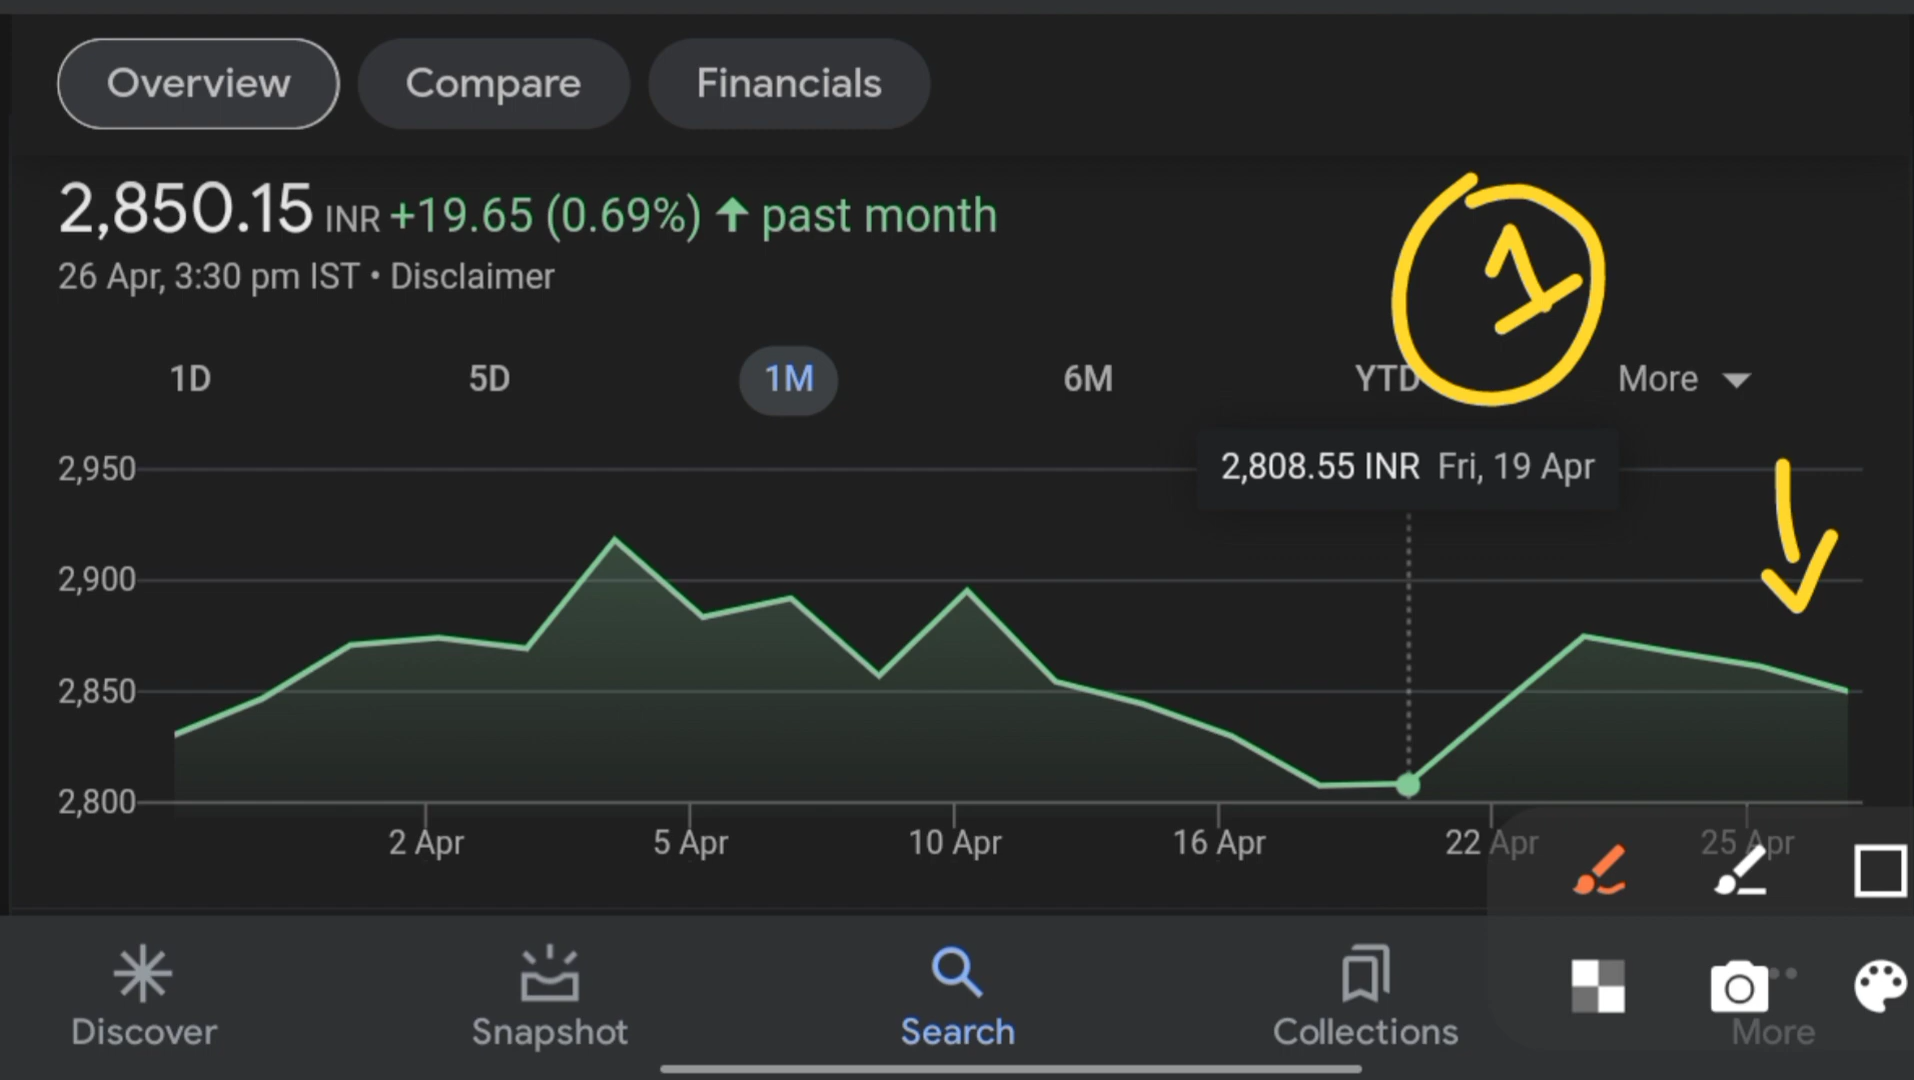 Overview Compare Financials
2,850.15 INR +19.65 (0.69%) ↑ past month
26 Apr, 3:30 pm IST • Disclaimer
1
1D 5D 1M 6M YTD More
2,808.55 INR Fri, 19 Apr
2,950
2,900
2,850
2,800
2 Apr 5 Apr 10 Apr 16 Apr 22 Apr 25 Apr
Discover Snapshot Search Collections More